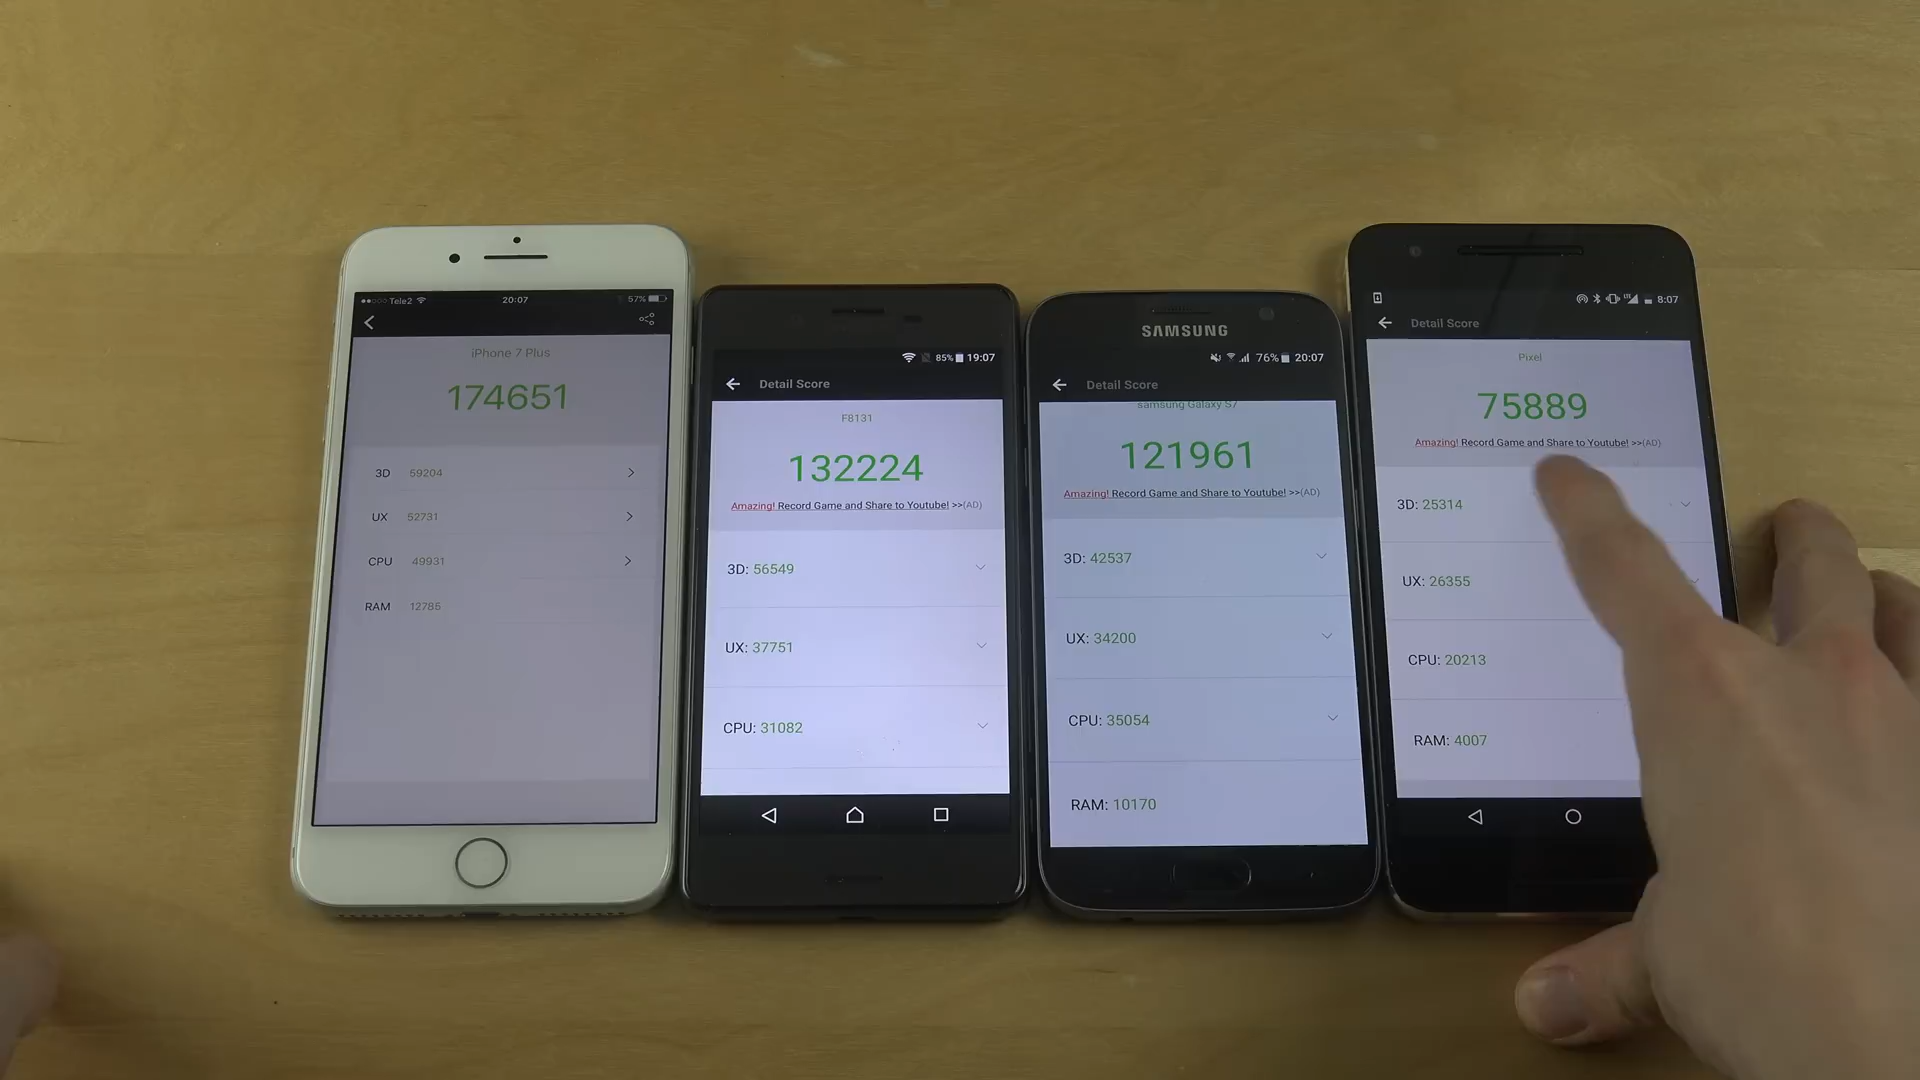 Tele2
20:07
57%
iPhone 7 Plus
174651
3D 59204
UX 52731
CPU 49931
RAM 12785
85% 19:07
Detail Score
F8131
132224
Amazing! Record Game and Share to Youtube! >>(AD)
3D: 56549
UX: 37751
CPU: 31082
SAMSUNG
76% 20:07
Detail Score
samsung Galaxy S7
121961
Amazing! Record Game and Share to Youtube! >>(AD)
3D: 42537
UX: 34200
CPU: 35054
RAM: 10170
LTE 8:07
Detail Score
Pixel
75889
Amazing! Record Game and Share to Youtube! >>(AD)
3D: 25314
UX: 26355
CPU: 20213
RAM: 4007